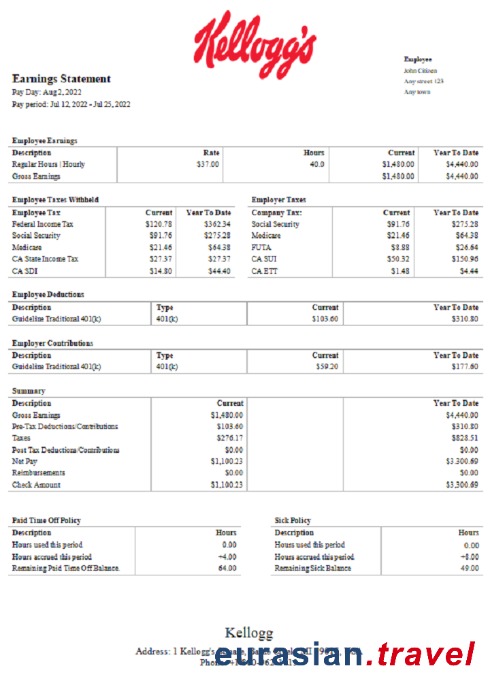 Kellogg's
Employee
John Citizen
Any street 123
Any town
Earnings Statement
Pay Day: Aug 2, 2022
Pay period: Jul 12, 2022 - Jul 25, 2022
Employee Earnings
Description Rate Hours Current Year To Date
Regular Hours | Hourly $37.00 40.0 $1,480.00 $4,440.00
Gross Earnings $1,480.00 $4,440.00
Employee Taxes Withheld Employer Taxes
Employee Tax Current Year To Date Company Tax: Current Year To Date
Federal Income Tax $120.78 $362.34 Social Security $91.76 $275.28
Social Security $91.76 $275.28 Medicare $21.46 $64.38
Medicare $21.46 $64.38 FUTA $8.88 $26.64
CA State Income Tax $27.37 $27.37 CA SUI $50.32 $150.96
CA SDI $14.80 $44.40 CA ETT $1.48 $4.44
Employee Deductions
Description Type Current Year To Date
Guideline Traditional 401(k) 401(k) $103.60 $310.80
Employer Contributions
Description Type Current Year To Date
Guideline Traditional 401(k) 401(k) $59.20 $177.60
Summary
Description Current Year To Date
Gross Earnings $1,480.00 $4,440.00
Pre-Tax Deductions/Contributions $103.60 $310.80
Taxes $276.17 $828.51
Post Tax Deductions/Contributions $0.00 $0.00
Net Pay $1,100.23 $3,300.69
Reimbursements $0.00 $0.00
Check Amount $1,100.23 $3,300.69
Paid Time Off Policy Sick Policy
Description Hours Description Hours
Hours used this period 0.00 Hours used this period 0.00
Hours accrued this period +4.00 Hours accrued this period +8.00
Remaining Paid Time Off Balance. 64.00 Remaining Sick Balance 49.00
Kellogg
Address: 1 Kellogg's
eurasian.travel